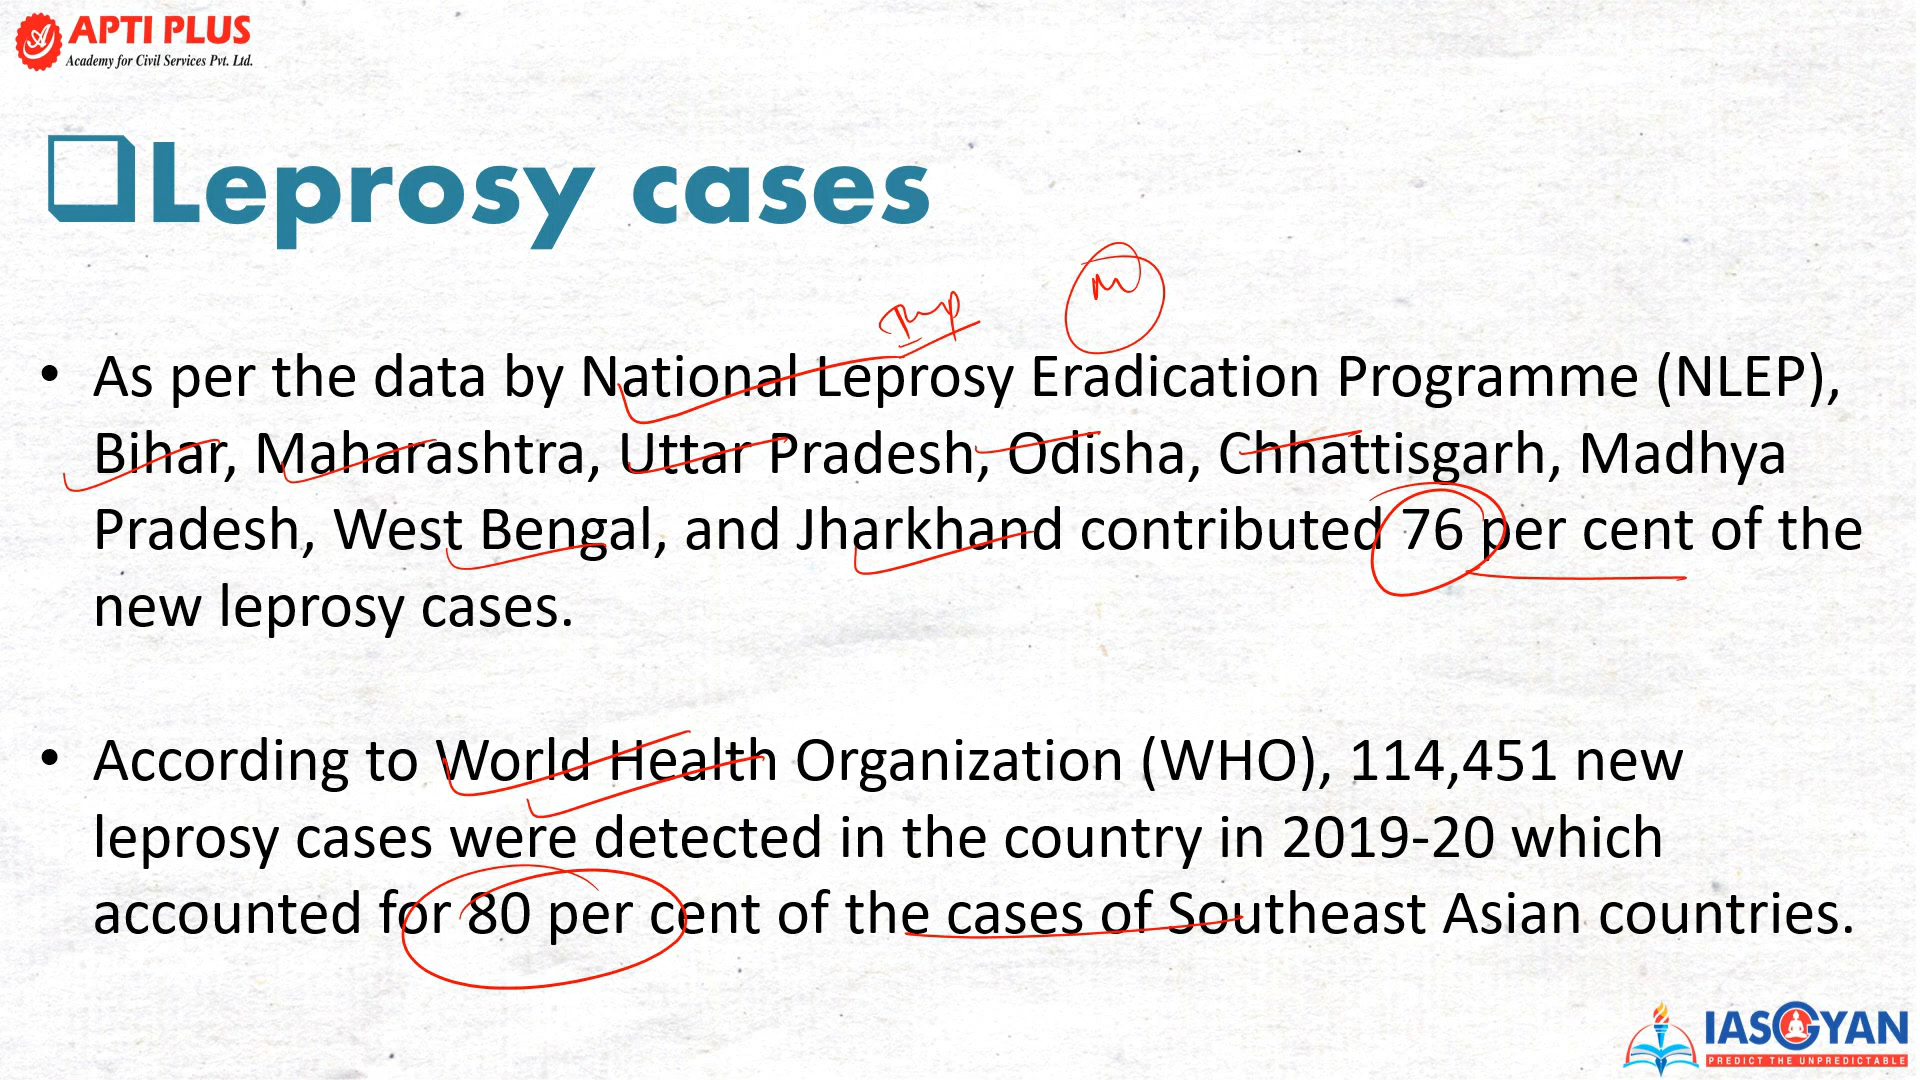 APTI PLUS
Academy for Civil Services Pvt. Ltd.
Leprosy cases
M
• As per the data by National Leprosy Eradication Programme (NLEP),
Bihar, Maharashtra, Uttar Pradesh, Odisha, Chhattisgarh, Madhya
Pradesh, West Bengal, and Jharkhand contributed 76 per cent of the
new leprosy cases.
• According to World Health Organization (WHO), 114,451 new
leprosy cases were detected in the country in 2019-20 which
accounted for 80 per cent of the cases of Southeast Asian countries.
IASGYAN
PREDICT THE UNPREDICTABLE